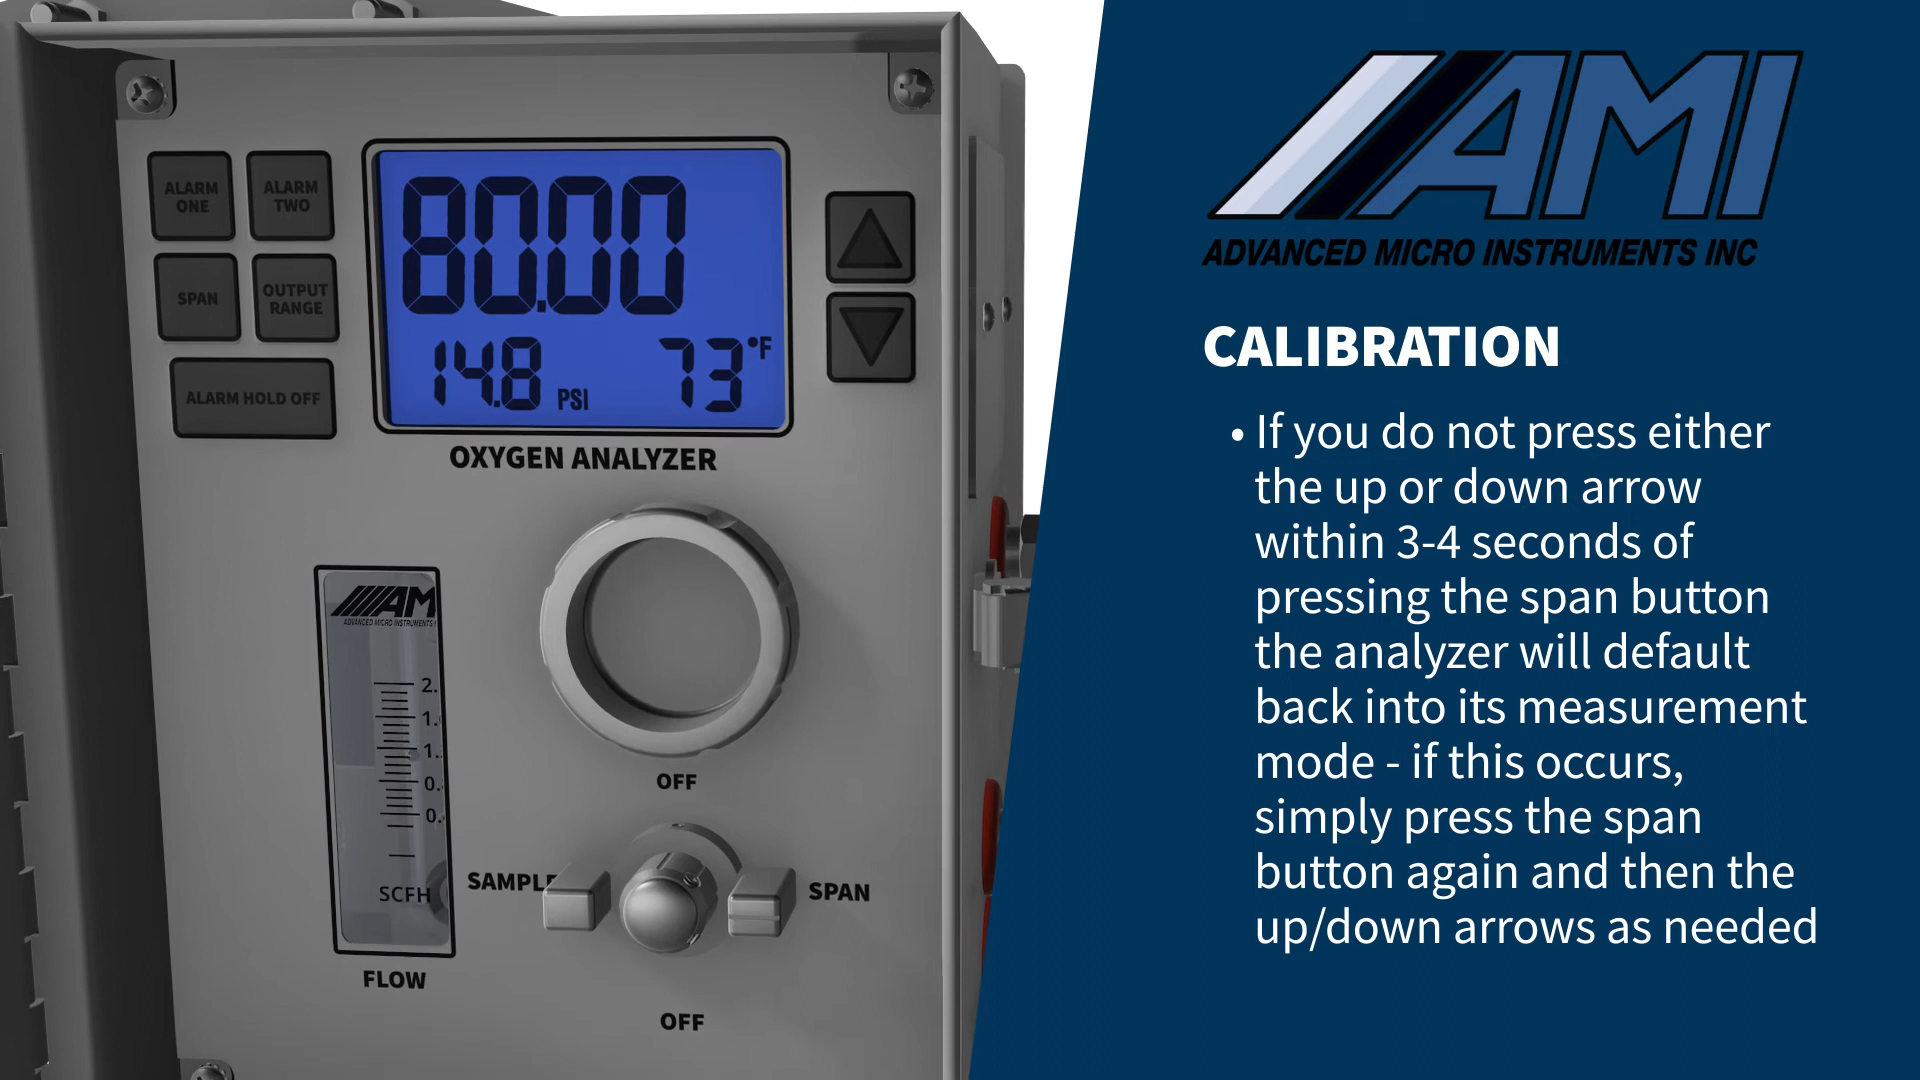 ALARM
ONE
ALARM
TWO
SPAN
OUTPUT
RANGE
ALARM HOLD OFF
80.00
14.8 PSI
73 °F
OXYGEN ANALYZER
AM
ADVANCED MICRO INSTRUMENTS
2.
1.
1.
0.
0.
SCFH
FLOW
OFF
SAMPLE
SPAN
OFF
AMI
ADVANCED MICRO INSTRUMENTS INC
CALIBRATION
• If you do not press either
the up or down arrow
within 3-4 seconds of
pressing the span button
the analyzer will default
back into its measurement
mode - if this occurs,
simply press the span
button again and then the
up/down arrows as needed